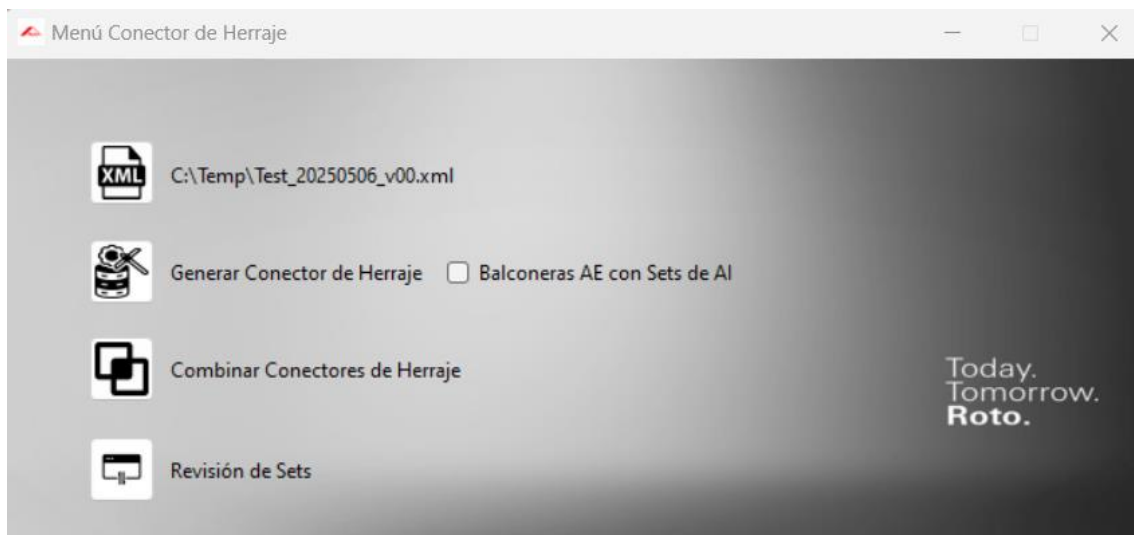 Menú Conector de Herraje
XML
C:\Temp\Test_20250506_v00.xml
Generar Conector de Herraje
Balconeras AE con Sets de AI
Combinar Conectores de Herraje
Revisión de Sets
Today.
Tomorrow.
Roto.